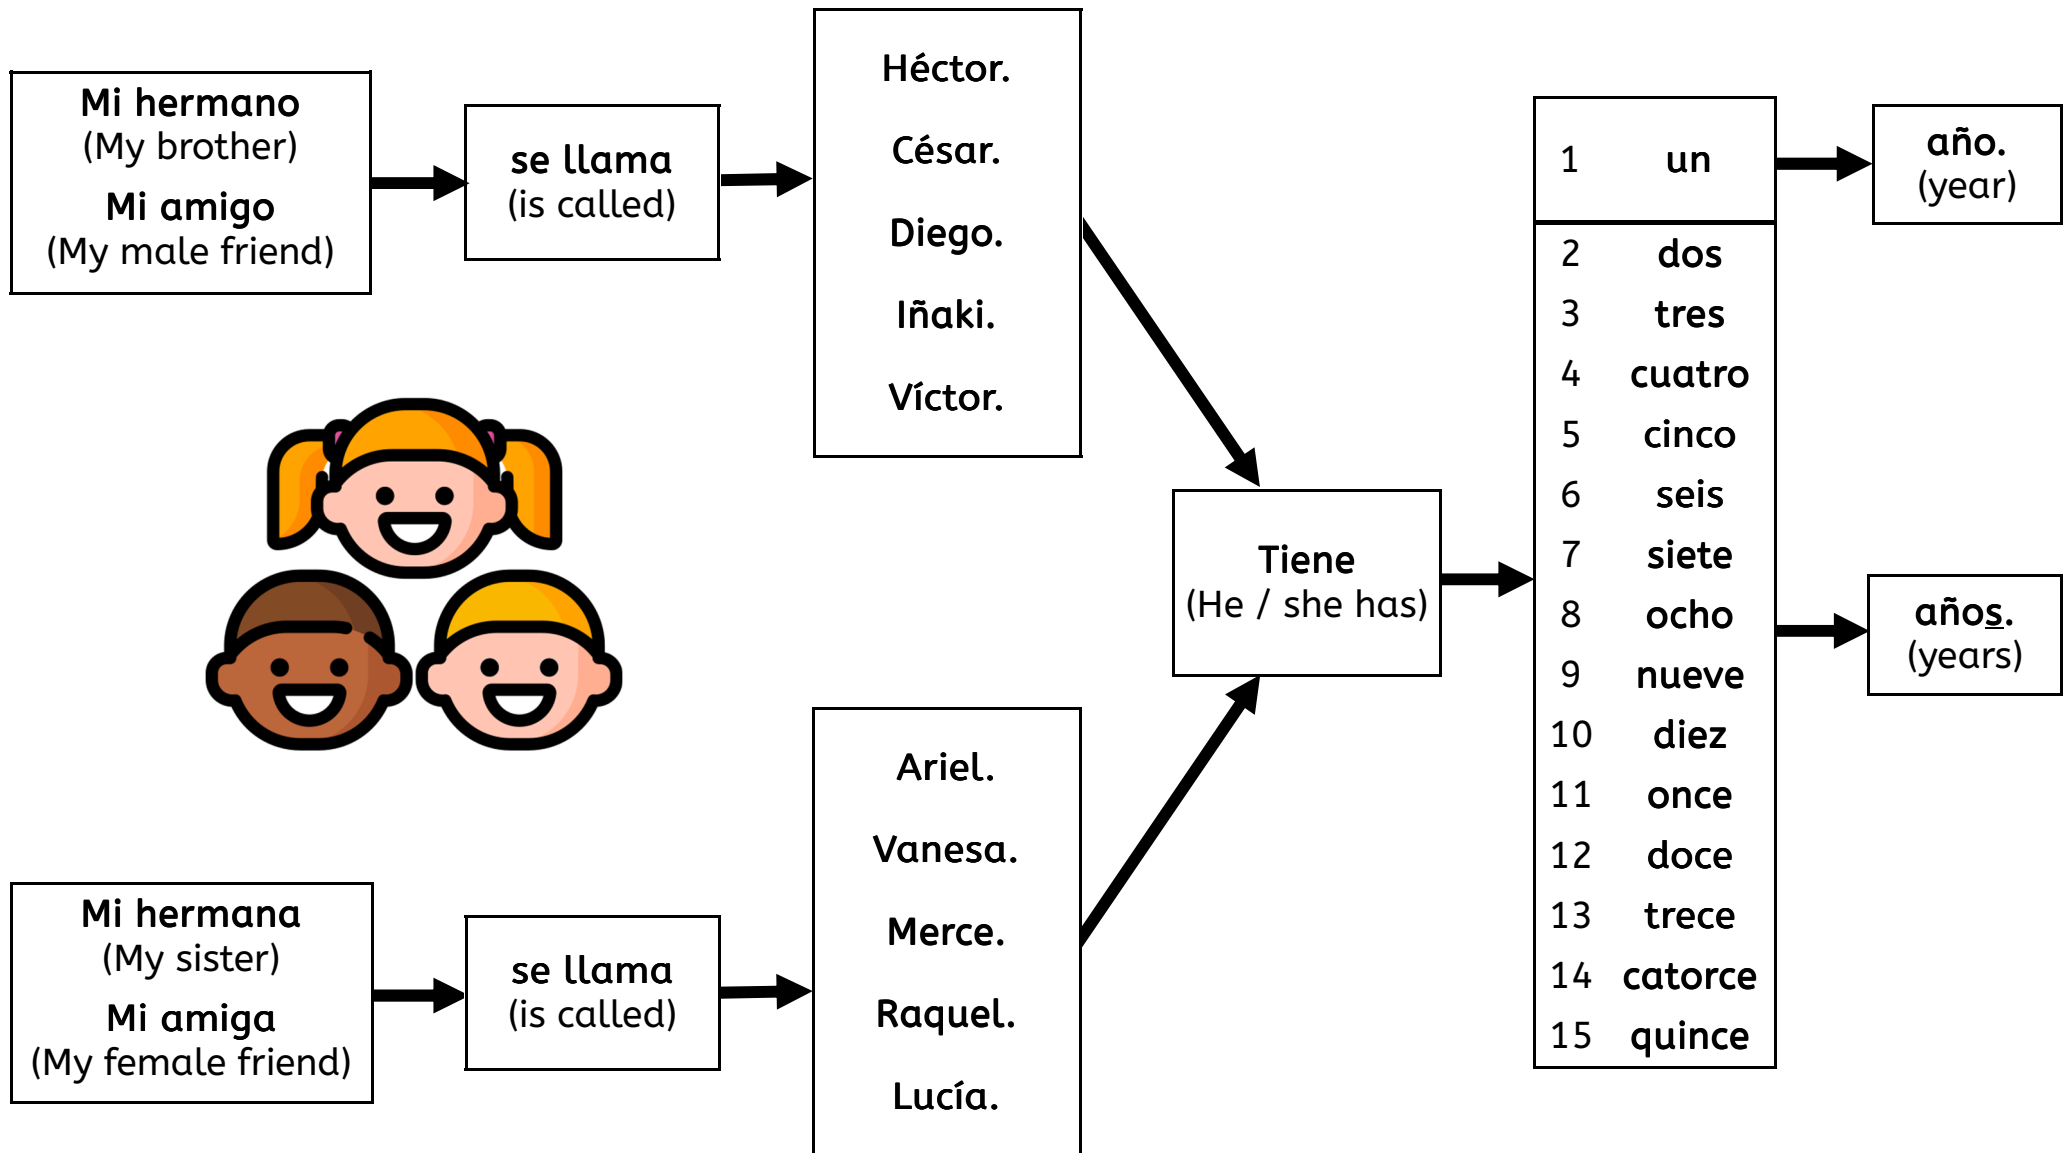 Mi hermano
(My brother)
Mi amigo
(My male friend)
se llama
(is called)
Héctor.
César.
Diego.
Iñaki.
Víctor.
Mi hermana
(My sister)
Mi amiga
(My female friend)
se llama
(is called)
Ariel.
Vanesa.
Merce.
Raquel.
Lucía.
Tiene
(He / she has)
1 un
2 dos
3 tres
4 cuatro
5 cinco
6 seis
7 siete
8 ocho
9 nueve
10 diez
11 once
12 doce
13 trece
14 catorce
15 quince
año.
(year)
años.
(years)